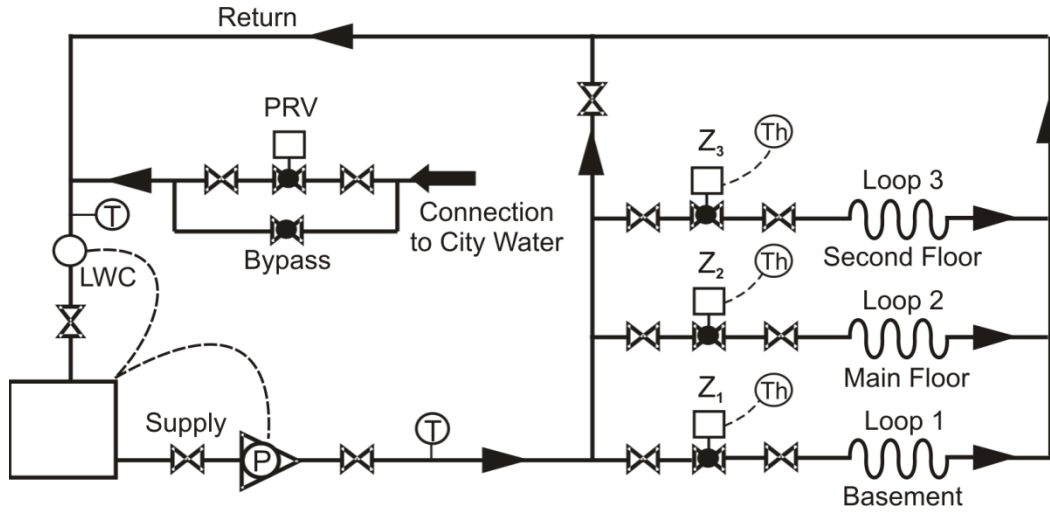 Return
PRV
Connection
to City Water
Bypass
T
LWC
Supply
P
T
Z₃
Th
Loop 3
Second Floor
Z₂
Th
Loop 2
Main Floor
Z₁
Th
Loop 1
Basement